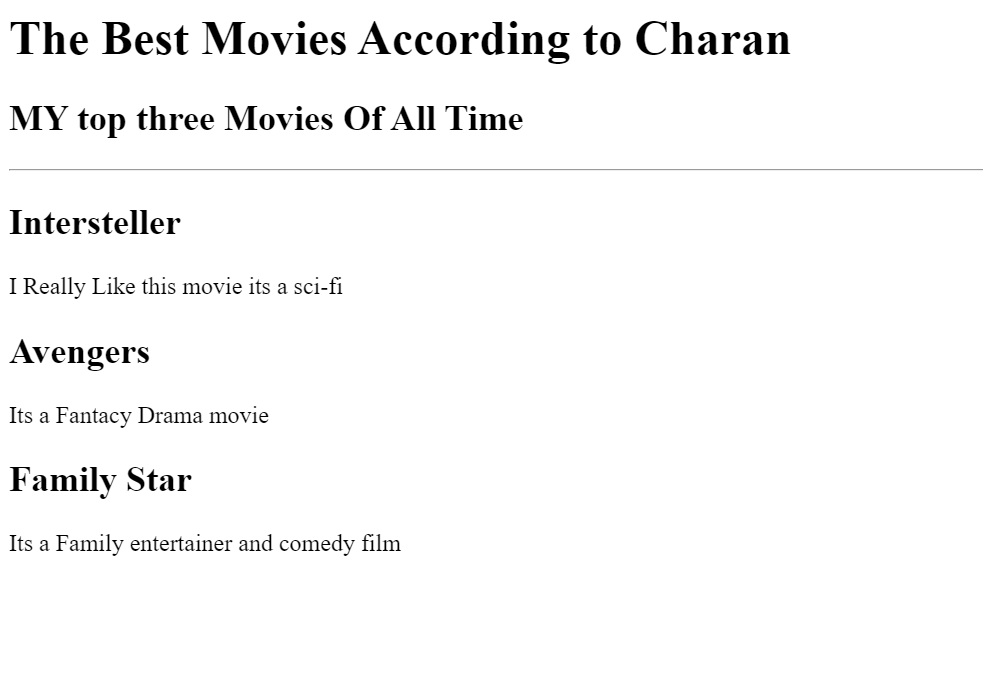 The Best Movies According to Charan
MY top three Movies Of All Time
Intersteller
I Really Like this movie its a sci-fi
Avengers
Its a Fantacy Drama movie
Family Star
Its a Family entertainer and comedy film